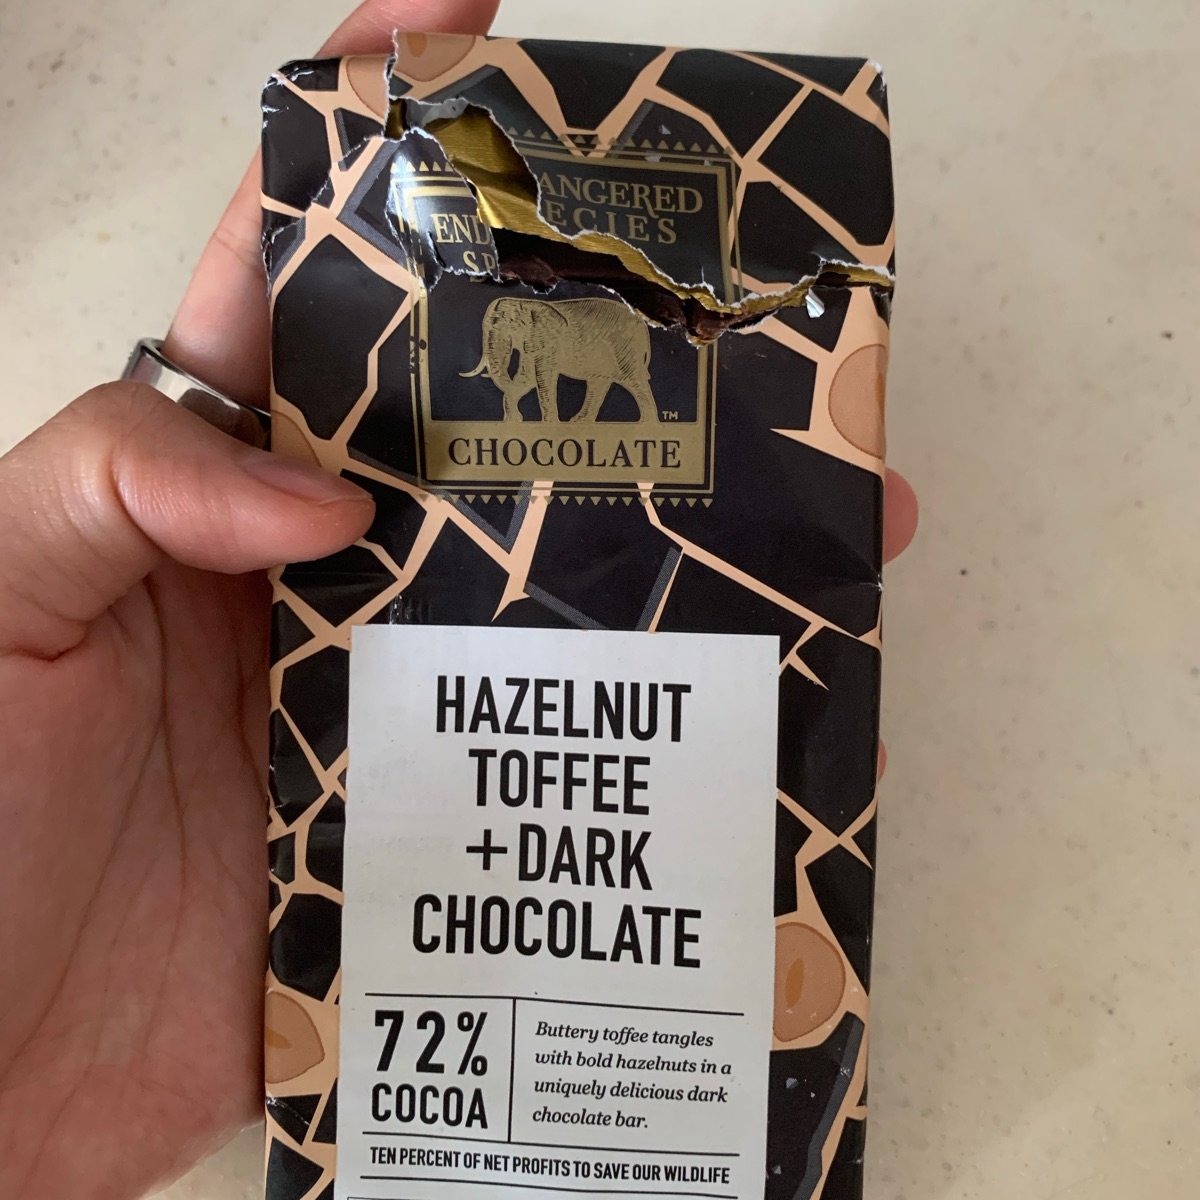 ENDANGERED
SPECIES
CHOCOLATE
TM
HAZELNUT
TOFFEE
+DARK
CHOCOLATE
72%
COCOA
Buttery toffee tangles
with bold hazelnuts in a
uniquely delicious dark
chocolate bar.
TEN PERCENT OF NET PROFITS TO SAVE OUR WILDLIFE